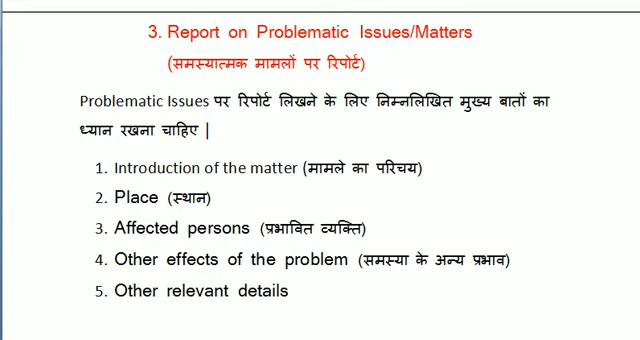 3. Report on Problematic Issues/Matters
(समस्यात्मक मामलों पर रिपोर्ट)
Problematic Issues पर रिपोर्ट लिखने के लिए निम्नलिखित मुख्य बातों का
ध्यान रखना चाहिए |
1. Introduction of the matter (मामले का परिचय)
2. Place (स्थान)
3. Affected persons (प्रभावित व्यक्ति)
4. Other effects of the problem (समस्या के अन्य प्रभाव)
5. Other relevant details